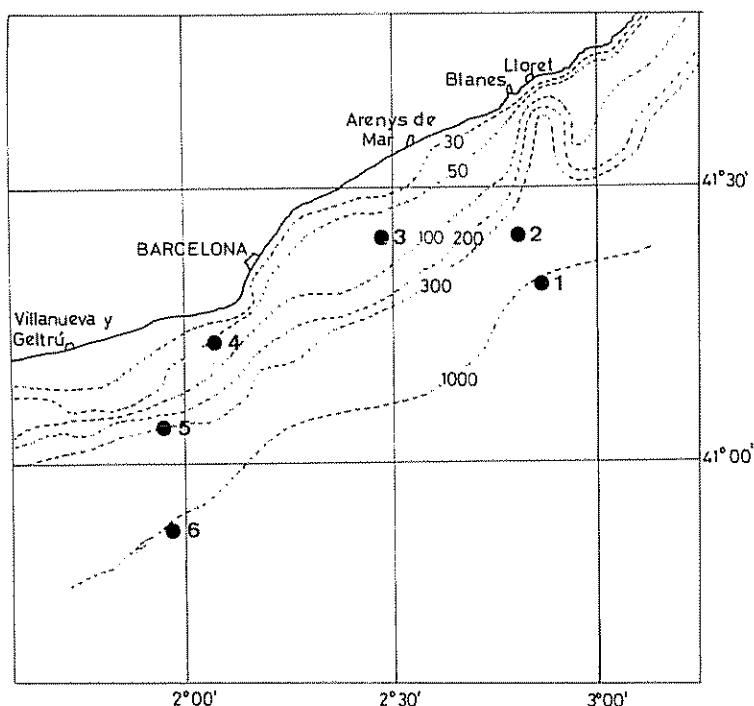 Lloret
Blanes
Arenys de
Mar
30
50
41°30'
BARCELONA
3
100
200
2
300
1
Villanueva y
Geltrú
4
1000
5
41°00'
6
2°00'
2°30'
3°00'